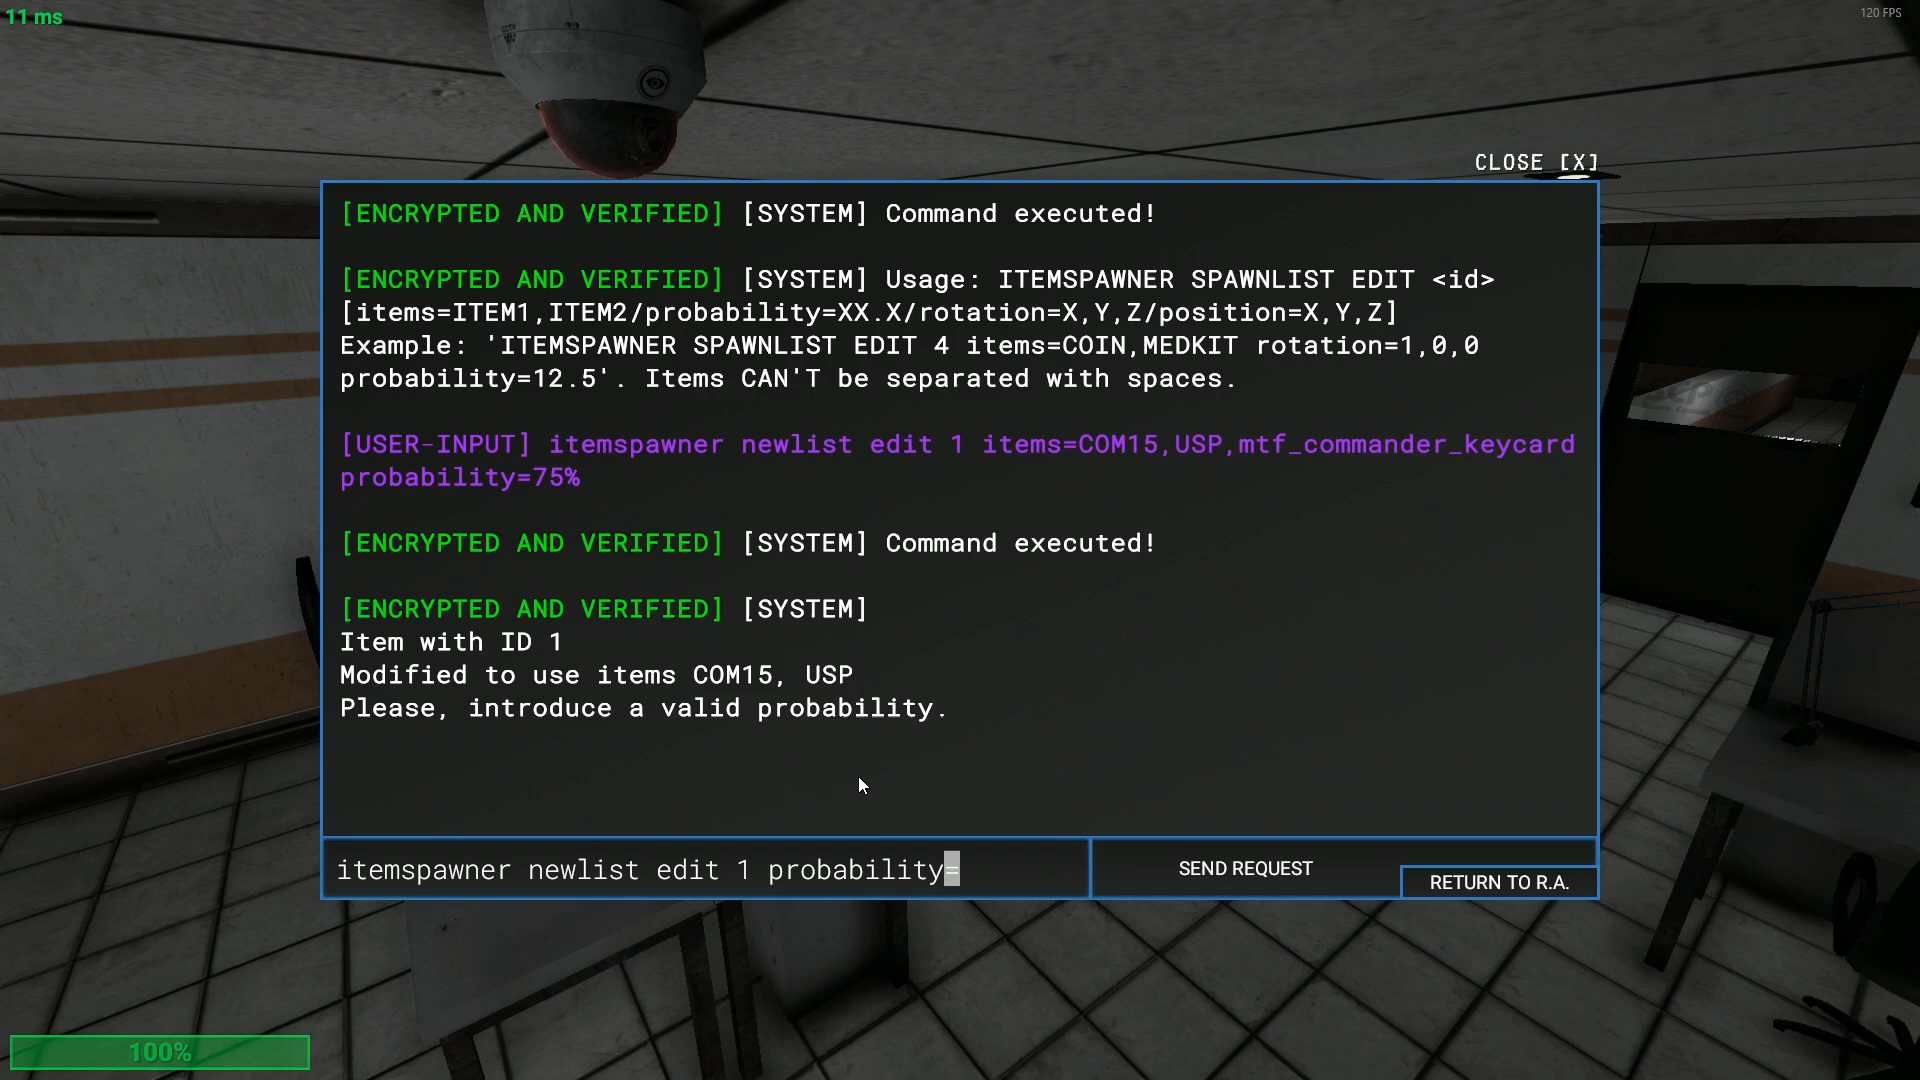 11 ms
120 FPS
CLOSE [X]
[ENCRYPTED AND VERIFIED] [SYSTEM] Command executed!
[ENCRYPTED AND VERIFIED] [SYSTEM] Usage: ITEMSPAWNER SPAWNLIST EDIT <id>
[items=ITEM1,ITEM2/probability=XX.X/rotation=X,Y,Z/position=X,Y,Z]
Example: 'ITEMSPAWNER SPAWNLIST EDIT 4 items=COIN,MEDKIT rotation=1,0,0
probability=12.5'. Items CAN'T be separated with spaces.
[USER-INPUT] itemspawner newlist edit 1 items=COM15,USP,mtf_commander_keycard
probability=75%
[ENCRYPTED AND VERIFIED] [SYSTEM] Command executed!
[ENCRYPTED AND VERIFIED] [SYSTEM]
Item with ID 1
Modified to use items COM15, USP
Please, introduce a valid probability.
itemspawner newlist edit 1 probability=
SEND REQUEST
RETURN TO R.A.
100%